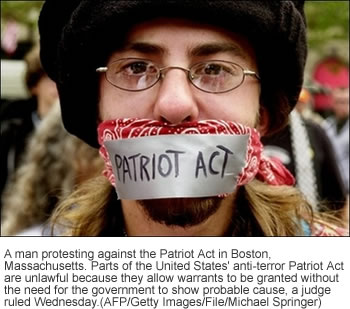 PATRIOT ACT
A man protesting against the Patriot Act in Boston,
Massachusetts. Parts of the United States' anti-terror Patriot Act
are unlawful because they allow warrants to be granted without
the need for the government to show probable cause, a judge
ruled Wednesday.(AFP/Getty Images/File/Michael Springer)